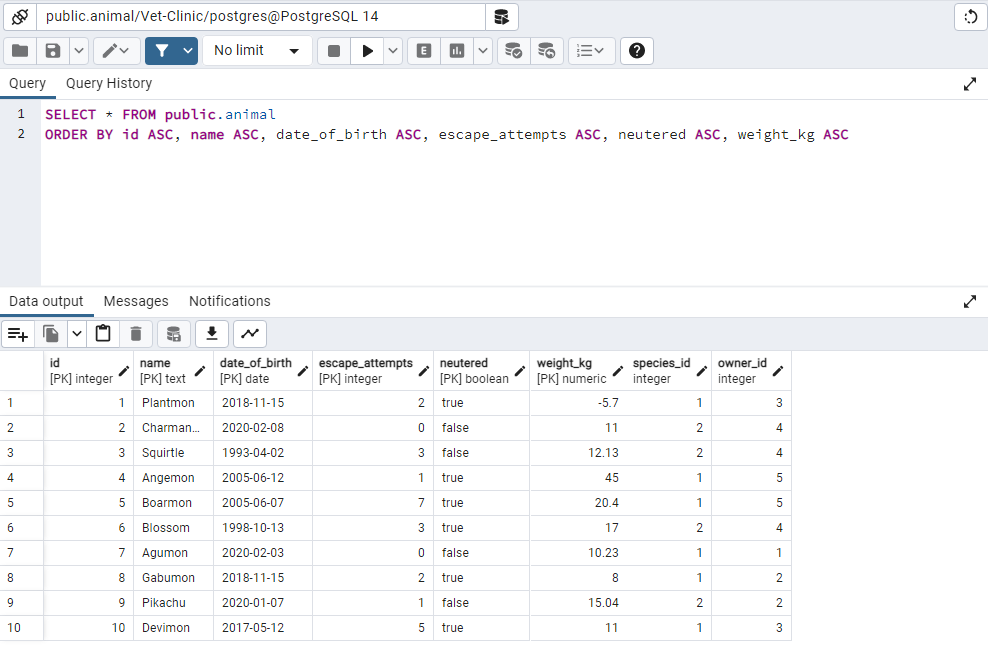 public.animal/Vet-Clinic/postgres@PostgreSQL 14
No limit
E
?
Query Query History
1 SELECT * FROM public.animal
2 ORDER BY id ASC, name ASC, date_of_birth ASC, escape_attempts ASC, neutered ASC, weight_kg ASC
Data output Messages Notifications
id name date_of_birth escape_attempts neutered weight_kg species_id owner_id
[PK] integer [PK] text [PK] date [PK] integer [PK] boolean [PK] numeric integer integer
1 1 Plantmon 2018-11-15 2 true -5.7 1 3
2 2 Charman... 2020-02-08 0 false 11 2 4
3 3 Squirtle 1993-04-02 3 false 12.13 2 4
4 4 Angemon 2005-06-12 1 true 45 1 5
5 5 Boarmon 2005-06-07 7 true 20.4 1 5
6 6 Blossom 1998-10-13 3 true 17 2 4
7 7 Agumon 2020-02-03 0 false 10.23 1 1
8 8 Gabumon 2018-11-15 2 true 8 1 2
9 9 Pikachu 2020-01-07 1 false 15.04 2 2
10 10 Devimon 2017-05-12 5 true 11 1 3